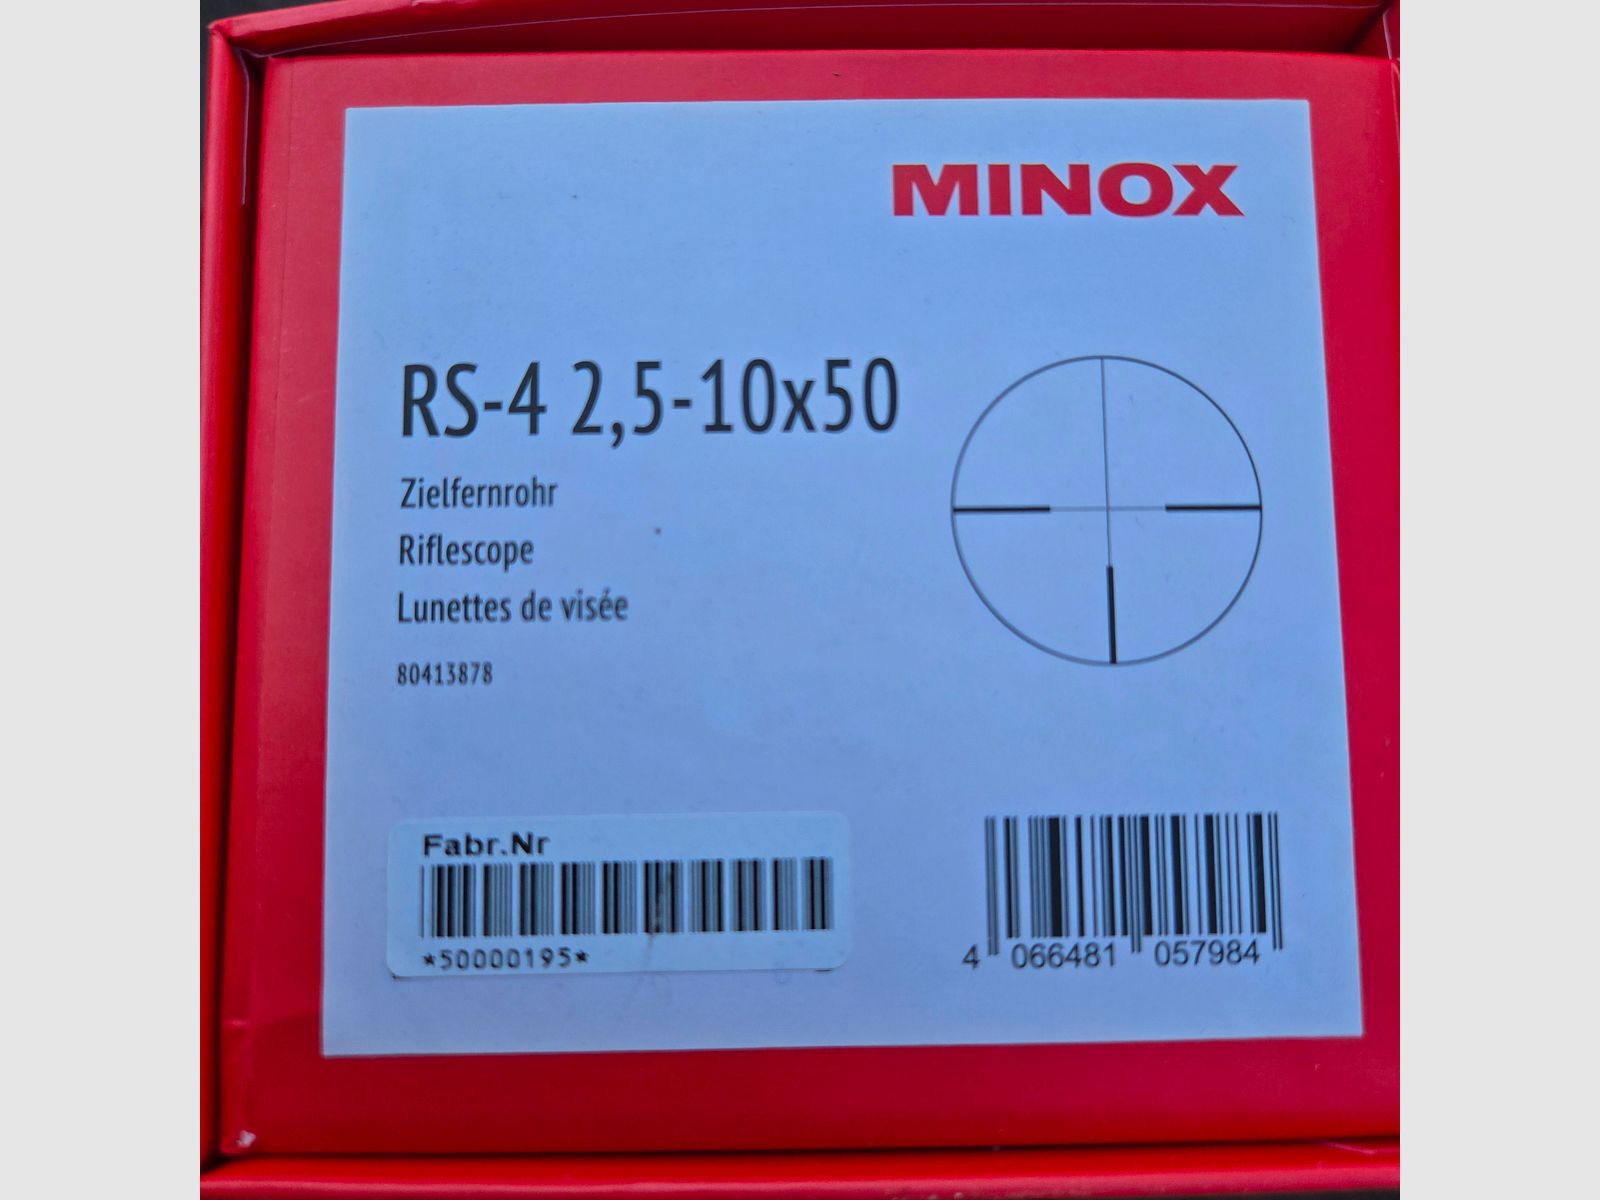 MINOX
RS-4 2,5-10x50
Zielfernrohr
Riflescope
Lunettes de visée
80413878
Fabr.Nr
*50000195*
4 066481 057984